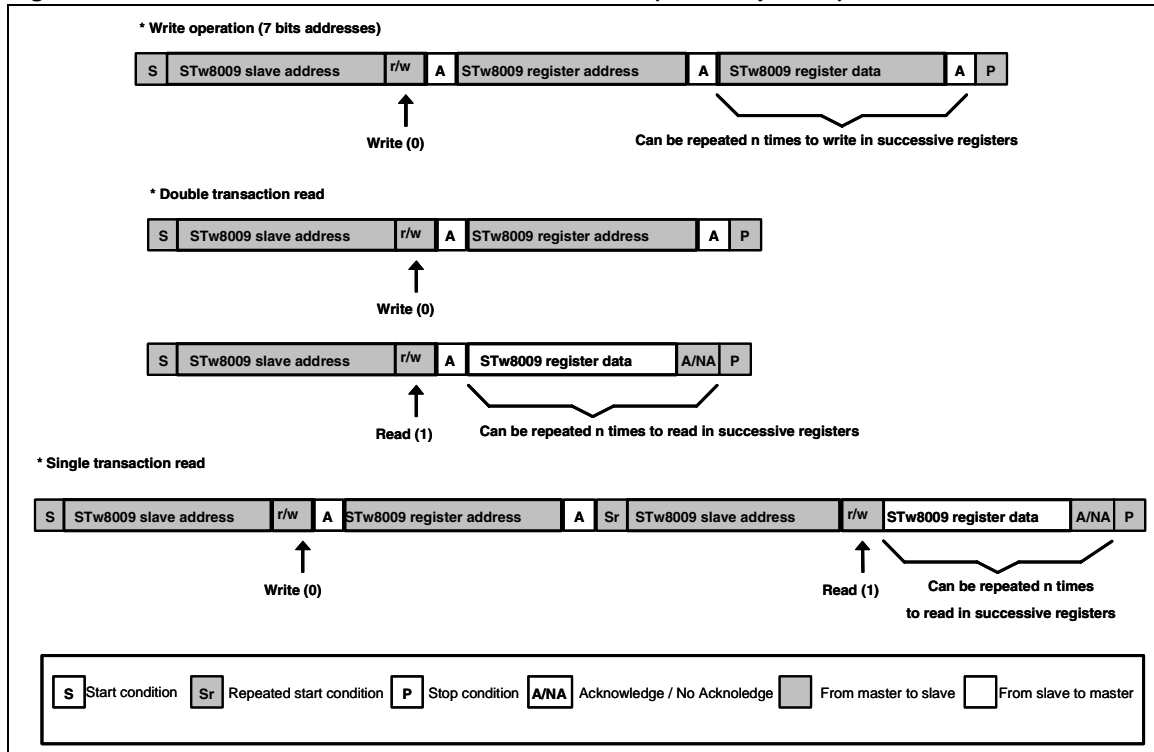 * Write operation (7 bits addresses)
S STw8009 slave address r/w A STw8009 register address A STw8009 register data A P
Write (0)
Can be repeated n times to write in successive registers
* Double transaction read
S STw8009 slave address r/w A STw8009 register address A P
Write (0)
S STw8009 slave address r/w A STw8009 register data A/NA P
Read (1)
Can be repeated n times to read in successive registers
* Single transaction read
S STw8009 slave address r/w A STw8009 register address A Sr STw8009 slave address r/w STw8009 register data A/NA P
Write (0)
Read (1)
Can be repeated n times
to read in successive registers
S Start condition Sr Repeated start condition P Stop condition A/NA Acknowledge / No Acknoledge From master to slave From slave to master